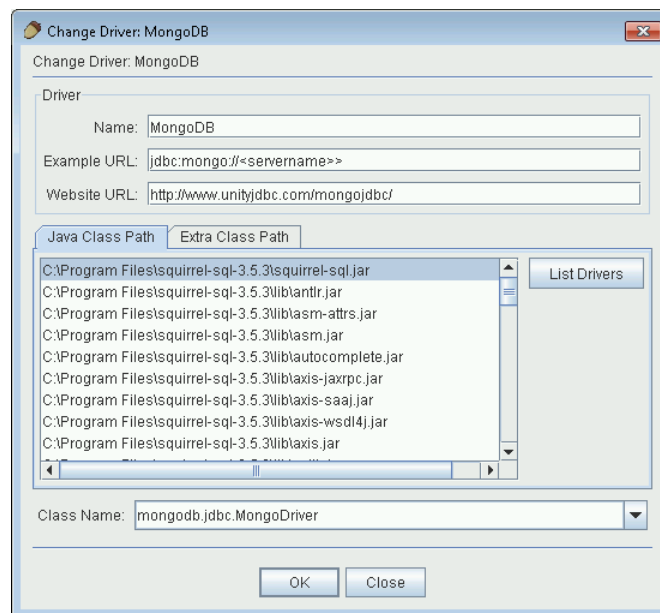 Change Driver: MongoDB
Change Driver: MongoDB
Driver
Name: MongoDB
Example URL: jdbc:mongo://<servername>>
Website URL: http://www.unityjdbc.com/mongojdbc/
Java Class Path Extra Class Path
C:\Program Files\squirrel-sql-3.5.3\squirrel-sql.jar List Drivers
C:\Program Files\squirrel-sql-3.5.3\lib\antlr.jar
C:\Program Files\squirrel-sql-3.5.3\lib\asm-attrs.jar
C:\Program Files\squirrel-sql-3.5.3\lib\asm.jar
C:\Program Files\squirrel-sql-3.5.3\lib\autocomplete.jar
C:\Program Files\squirrel-sql-3.5.3\lib\axis-jaxrpc.jar
C:\Program Files\squirrel-sql-3.5.3\lib\axis-saaj.jar
C:\Program Files\squirrel-sql-3.5.3\lib\axis-wsdl4j.jar
C:\Program Files\squirrel-sql-3.5.3\lib\axis.jar
Class Name: mongodb.jdbc.MongoDriver
OK Close